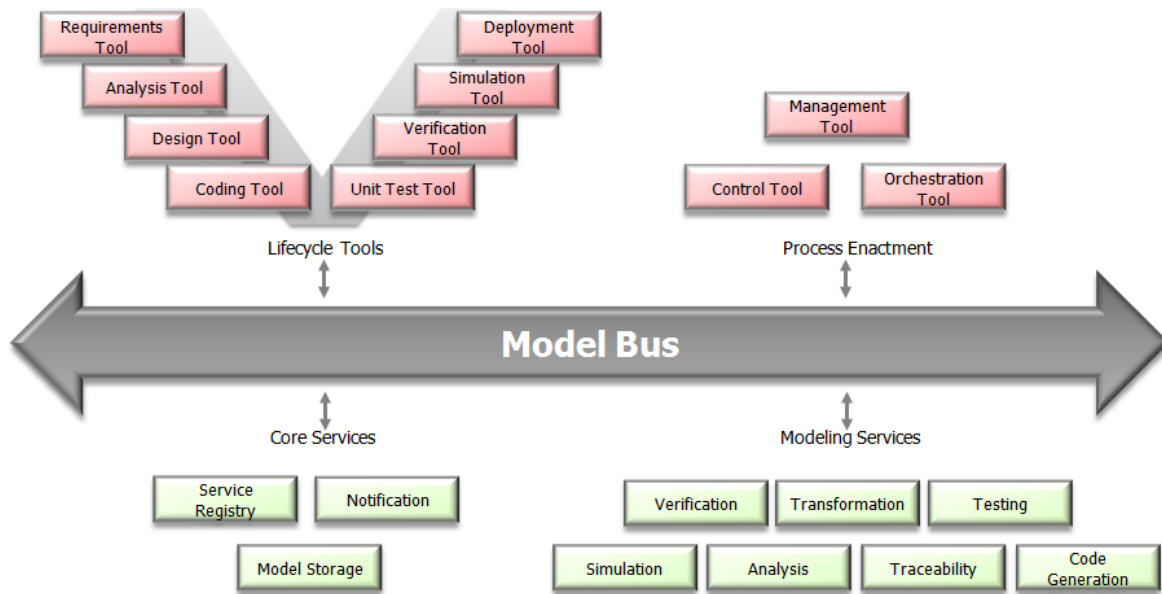 Requirements
Tool
Deployment
Tool
Analysis Tool
Simulation
Tool
Design Tool
Verification
Tool
Coding Tool
Unit Test Tool
Lifecycle Tools
Management
Tool
Control Tool
Orchestration
Tool
Process Enactment
Model Bus
Core Services
Service
Registry
Notification
Model Storage
Modeling Services
Verification
Transformation
Testing
Simulation
Analysis
Traceability
Code
Generation